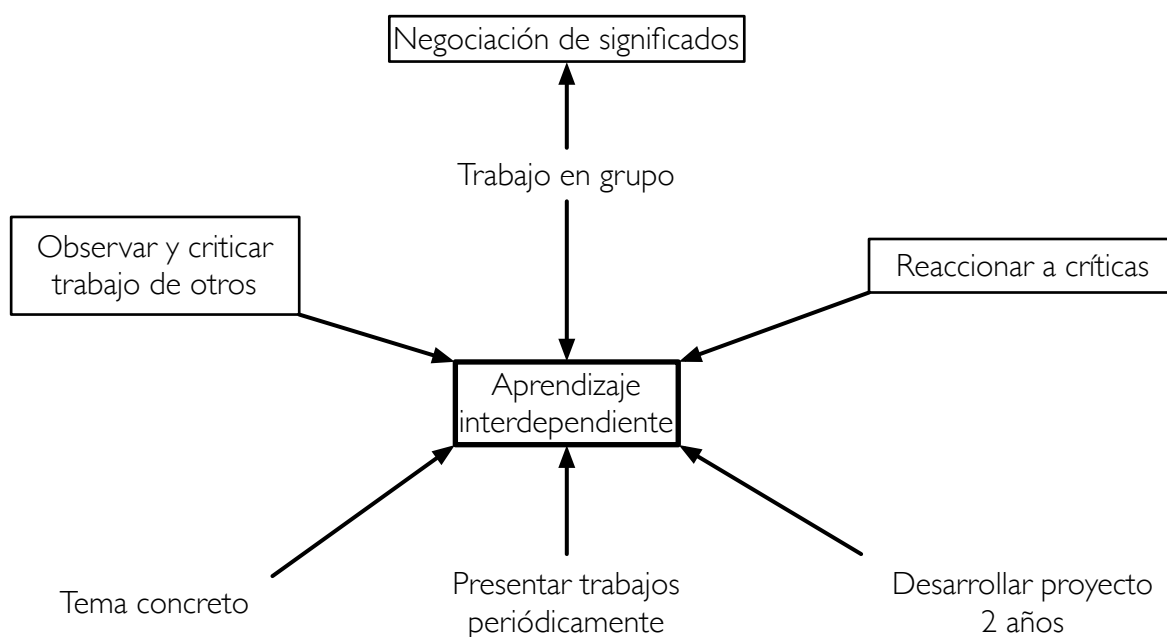 Negociación de significados
Trabajo en grupo
Observar y criticar
trabajo de otros
Reaccionar a críticas
Aprendizaje
interdependiente
Tema concreto
Presentar trabajos
periódicamente
Desarrollar proyecto
2 años